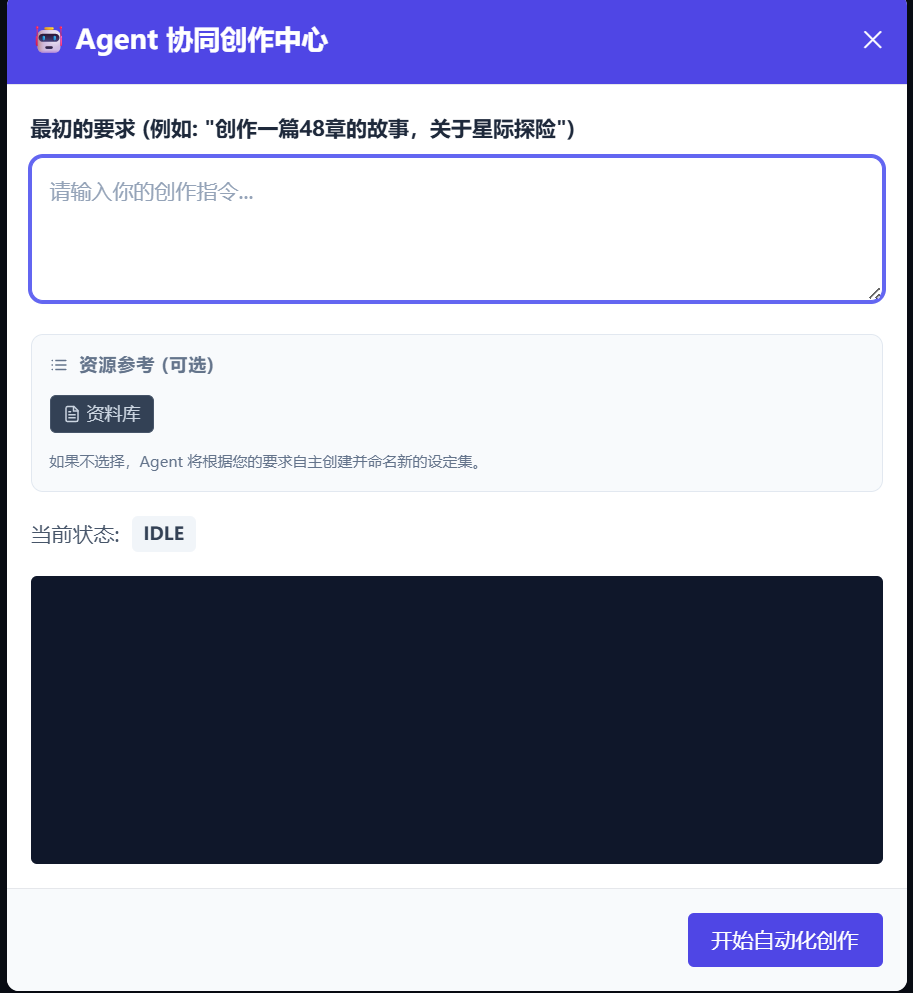 Agent 协同创作中心
最初的要求 (例如: "创作一篇48章的故事，关于星际探险")
请输入你的创作指令...
资源参考 (可选)
资料库
如果不选择，Agent 将根据您的要求自主创建并命名新的设定集。
当前状态: IDLE
开始自动化创作